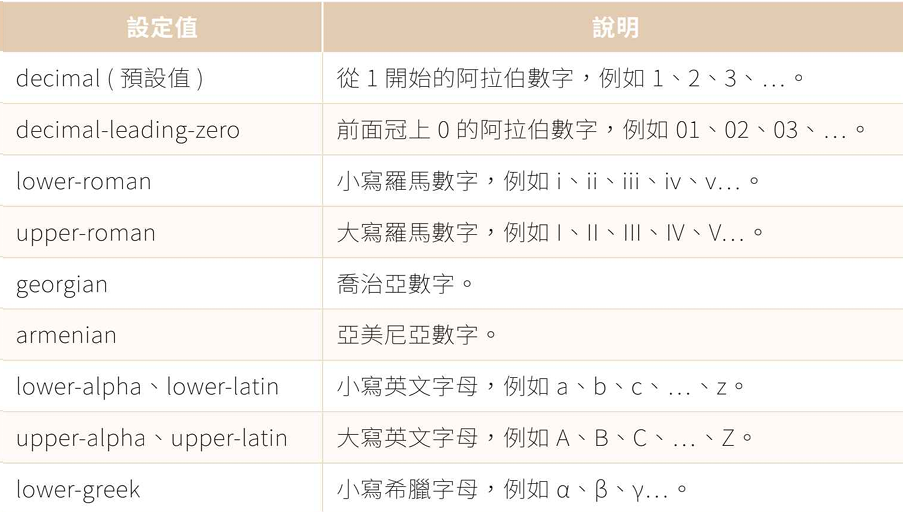 設定值 說明
decimal ( 預設值 ) 從 1 開始的阿拉伯數字，例如 1、2、3、…。
decimal-leading-zero 前面冠上 0 的阿拉伯數字，例如 01、02、03、…。
lower-roman 小寫羅馬數字，例如 i、ii、iii、iv、v…。
upper-roman 大寫羅馬數字，例如 I、II、III、IV、V…。
georgian 喬治亞數字。
armenian 亞美尼亞數字。
lower-alpha、lower-latin 小寫英文字母，例如 a、b、c、…、z。
upper-alpha、upper-latin 大寫英文字母，例如 A、B、C、…、Z。
lower-greek 小寫希臘字母，例如 α、β、γ…。